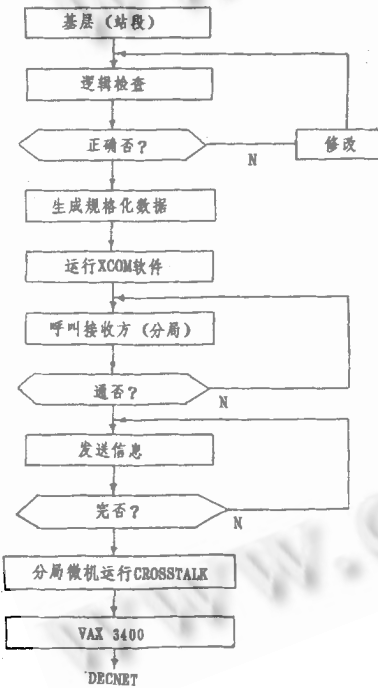 基层（站段）
逻辑检查
正确否？
N
修改
生成规格化数据
运行XCOM软件
呼叫接收方（分局）
通否？
N
发送信息
完否？
N
分局微机运行CROSSTALK
VAX 3400
DECNET